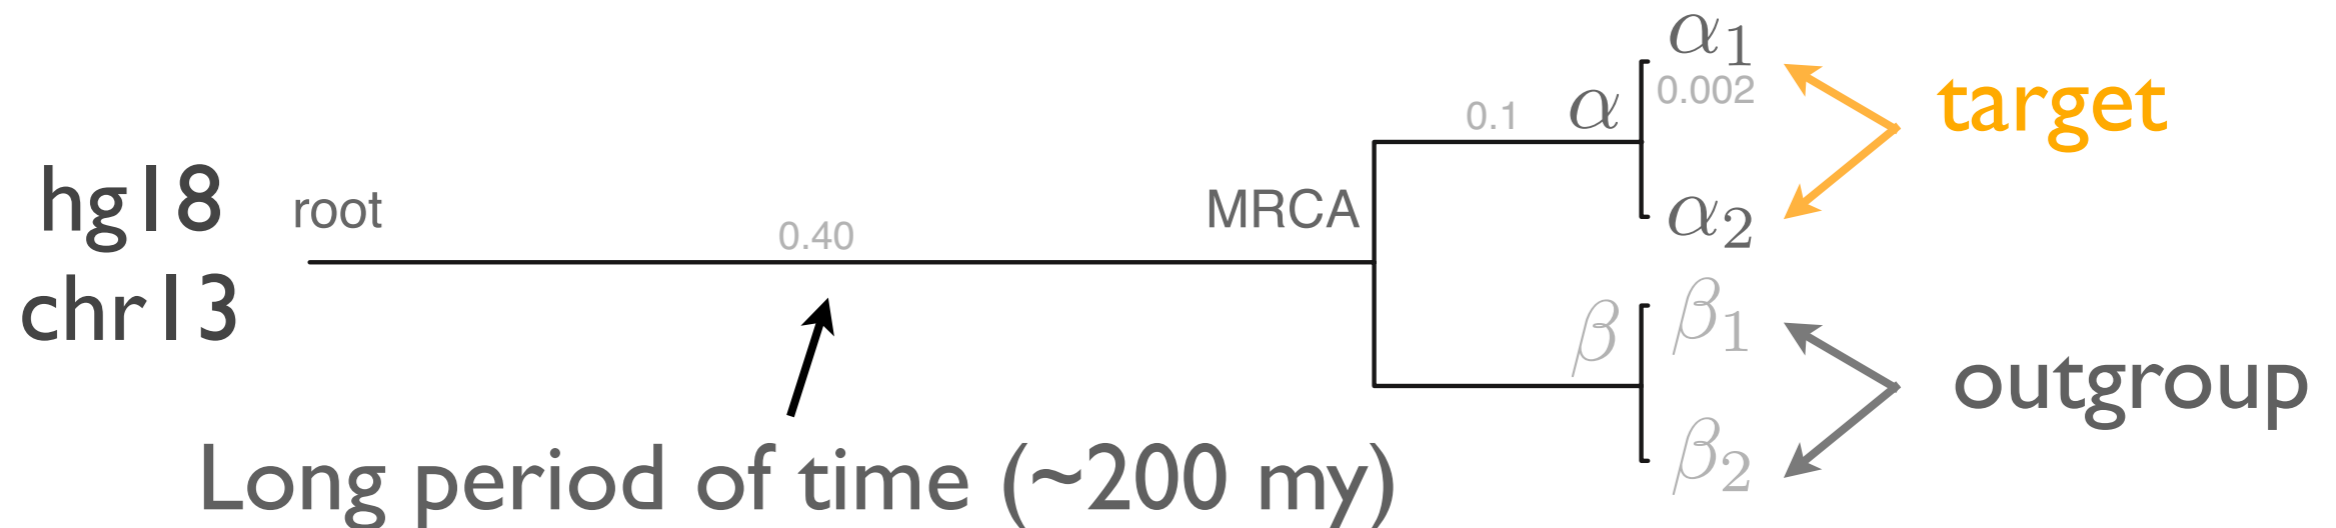 α₁
0.002
target
0.1
α
hg18
root
MRCA
α₂
0.40
chr13
β
β₁
outgroup
β₂
Long period of time (~200 my)